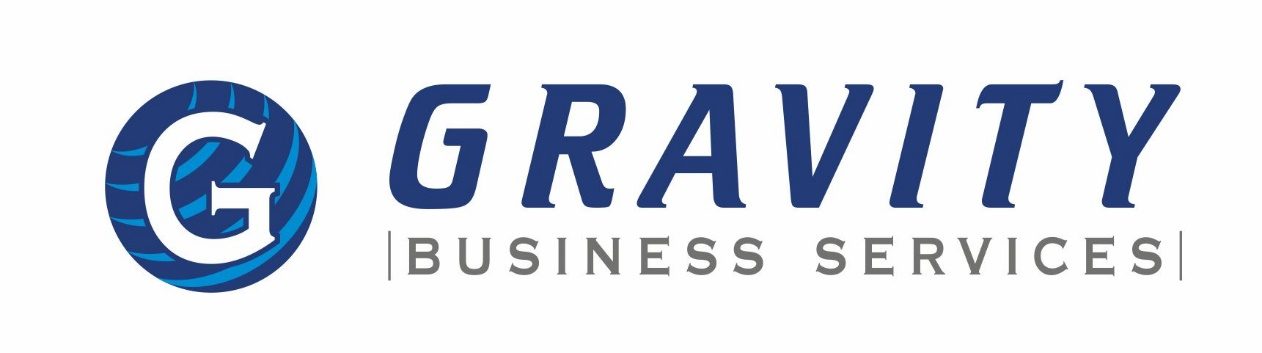 G
GRAVITY
|BUSINESS SERVICES|